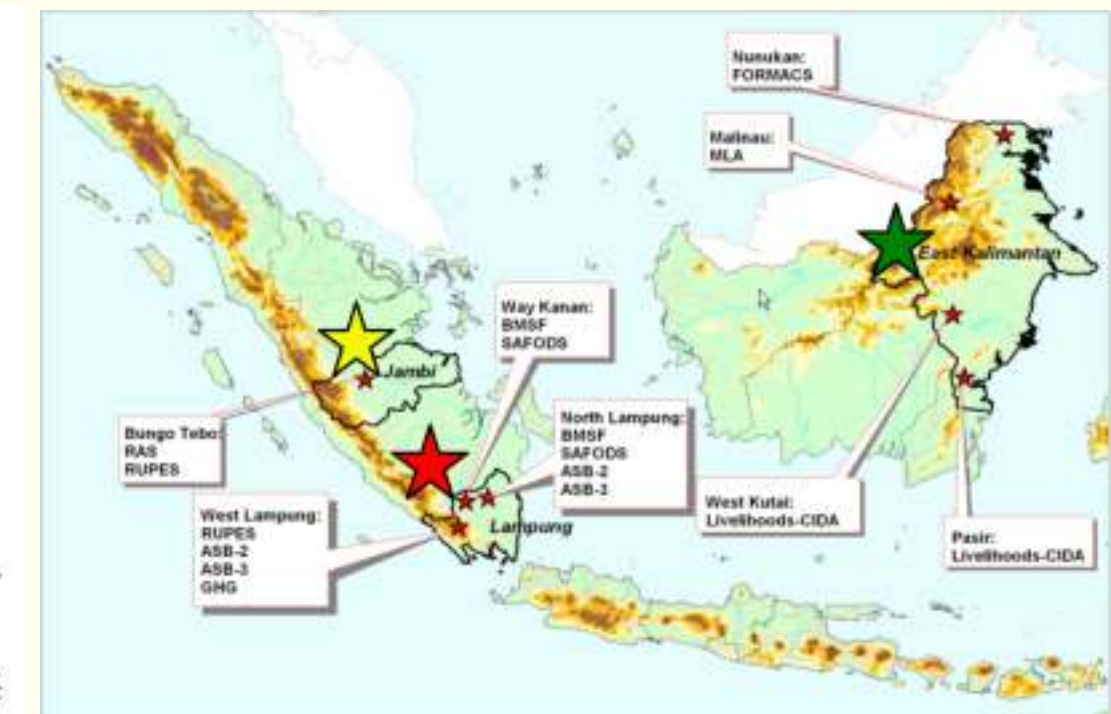 Nunukan:
FORMACS
Malinau:
MLA
East Kalimantan
Way Kanan:
BMSF
SAFODS
Jambi
North Lampung:
BMSF
SAFODS
ASB-2
ASB-3
Bungo Tebo:
RAS
RUPES
West Kutai:
Livelihoods-CIDA
West Lampung:
RUPES
ASB-2
ASB-3
GHG
Lampung
Pasir:
Livelihoods-CIDA